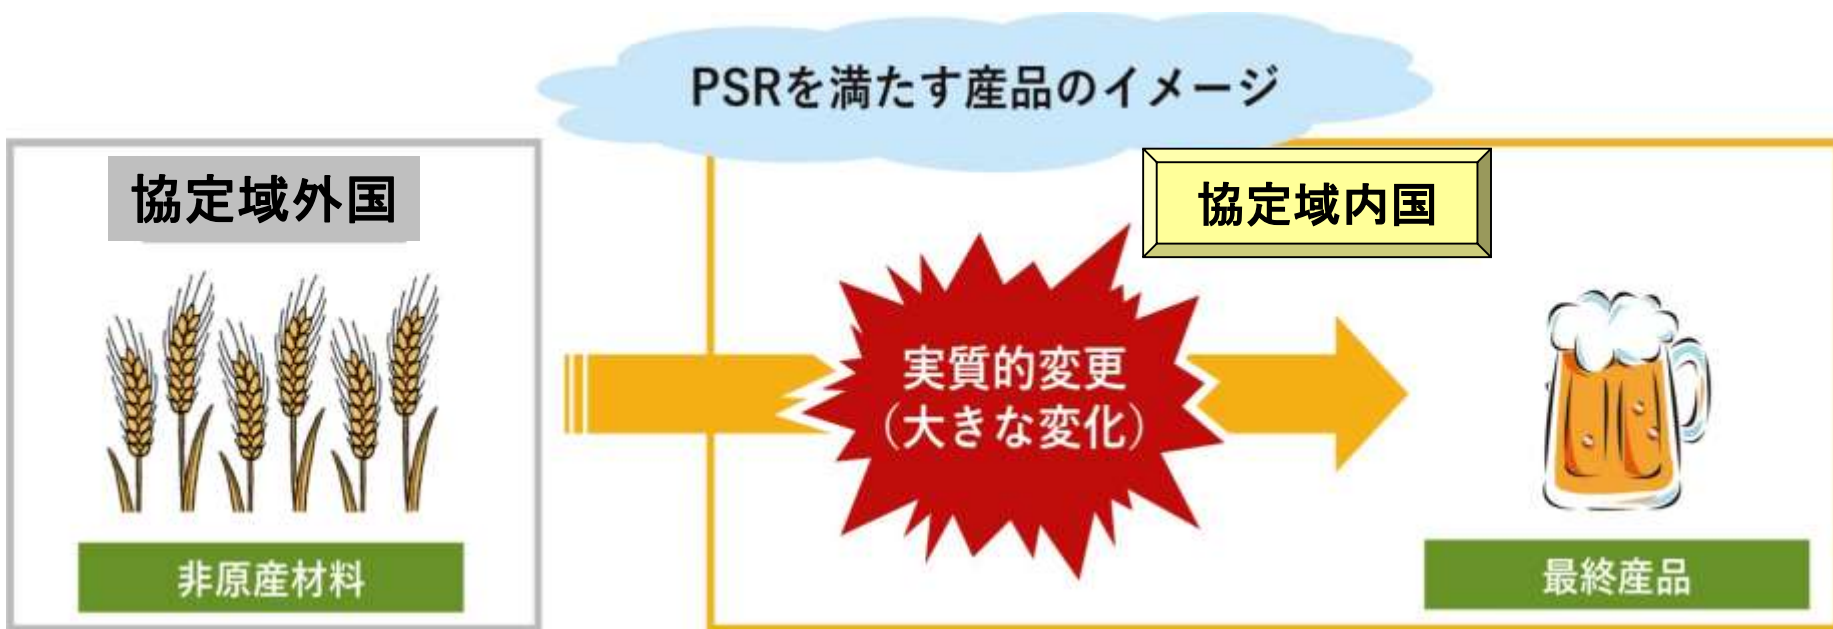 PSRを満たす産品のイメージ
協定域外国
協定域内国
実質的変更
（大きな変化）
非原産材料
最終産品